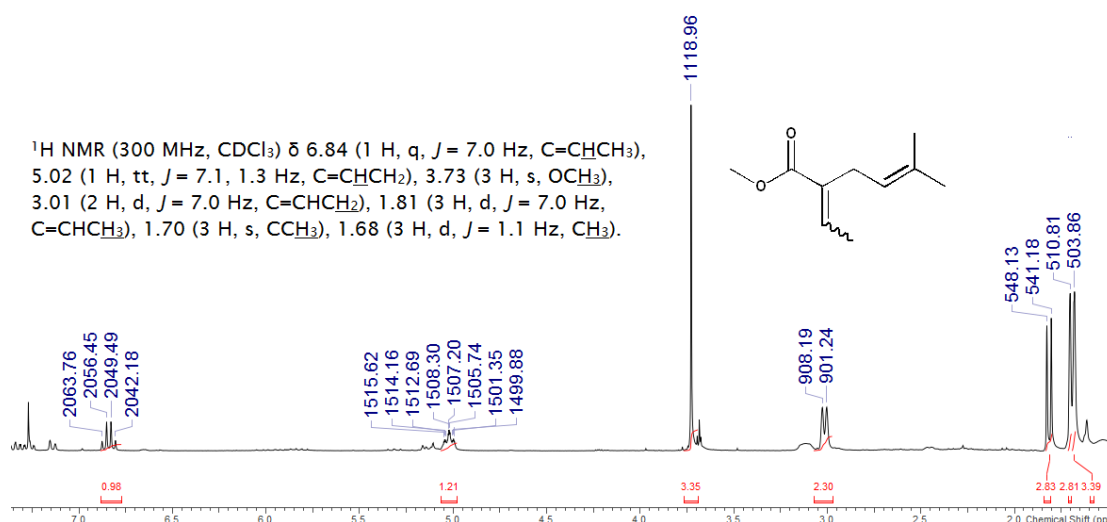 1118.96
¹H NMR (300 MHz, CDCl₃) δ 6.84 (1 H, q, J = 7.0 Hz, C=CHCH₃),
5.02 (1 H, tt, J = 7.1, 1.3 Hz, C=CHCH₂), 3.73 (3 H, s, OCH₃),
3.01 (2 H, d, J = 7.0 Hz, C=CHCH₂), 1.81 (3 H, d, J = 7.0 Hz,
C=CHCH₃), 1.70 (3 H, s, CCH₃), 1.68 (3 H, d, J = 1.1 Hz, CH₃).
O
O
2063.76
2056.45
2049.49
2042.18
1515.62
1514.16
1512.69
1508.30
1507.20
1505.74
1501.35
1499.88
908.19
901.24
548.13
541.18
510.81
503.86
0.98 1.21 3.35 2.30 2.83 2.81 3.39
7.0 6.5 6.0 5.5 5.0 4.5 4.0 3.5 3.0 2.5 2.0 Chemical Shift (pp